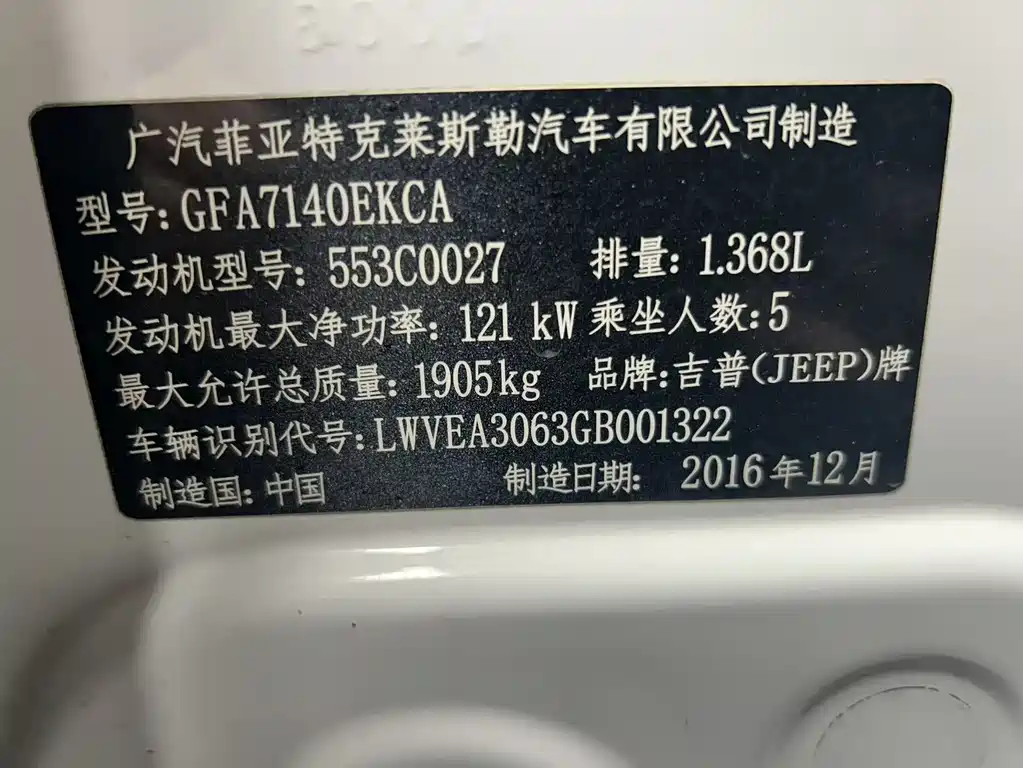 广汽菲亚特克莱斯勒汽车有限公司制造
型号: GFA7140EKCA
发动机型号: 553C0027 排量: 1.368L
发动机最大净功率: 121 kW 乘坐人数: 5
最大允许总质量: 1905kg 品牌: 吉普(JEEP)牌
车辆识别代号: LWVEA3063GB001322
制造国: 中国 制造日期: 2016年12月